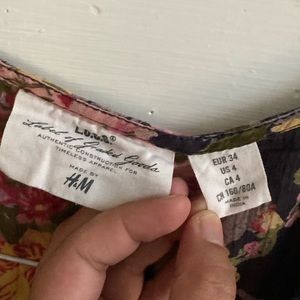 L.O.G.G.®
Label of Graded Goods
AUTHENTIC CONSTRUCTION FOR
TIMELESS APPAREL
MADE BY
H&M
EUR 34
US 4
CA 4
CN 160/80A
MADE IN
INDIA